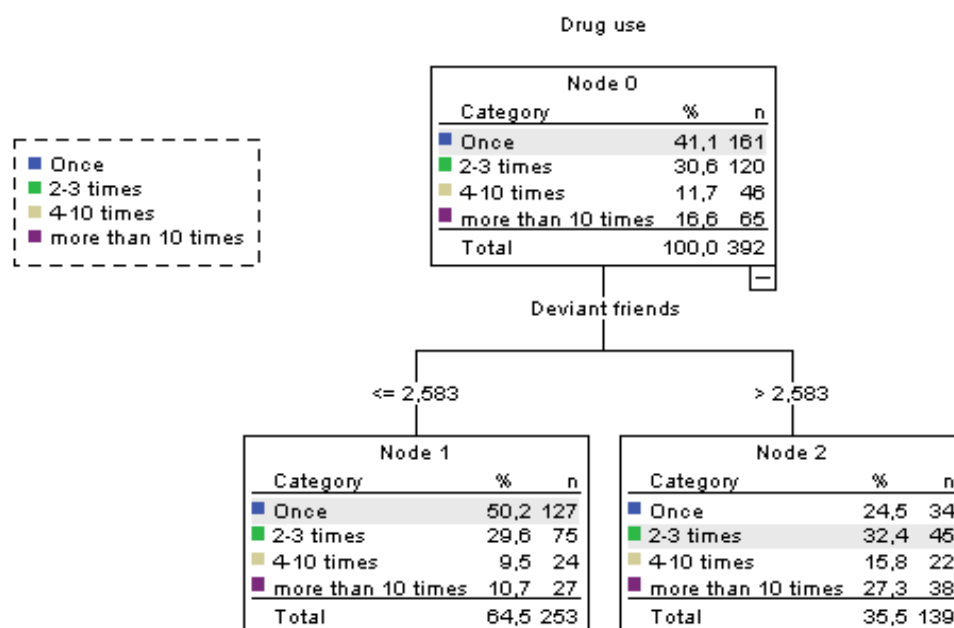 Drug use
Node 0
Category % n
Once 41,1 161
2-3 times 30,6 120
4-10 times 11,7 46
more than 10 times 16,6 65
Total 100,0 392
Once
2-3 times
4-10 times
more than 10 times
Deviant friends
<= 2,583
> 2,583
Node 1
Category % n
Once 50,2 127
2-3 times 29,6 75
4-10 times 9,5 24
more than 10 times 10,7 27
Total 64,5 253
Node 2
Category % n
Once 24,5 34
2-3 times 32,4 45
4-10 times 15,8 22
more than 10 times 27,3 38
Total 35,5 139